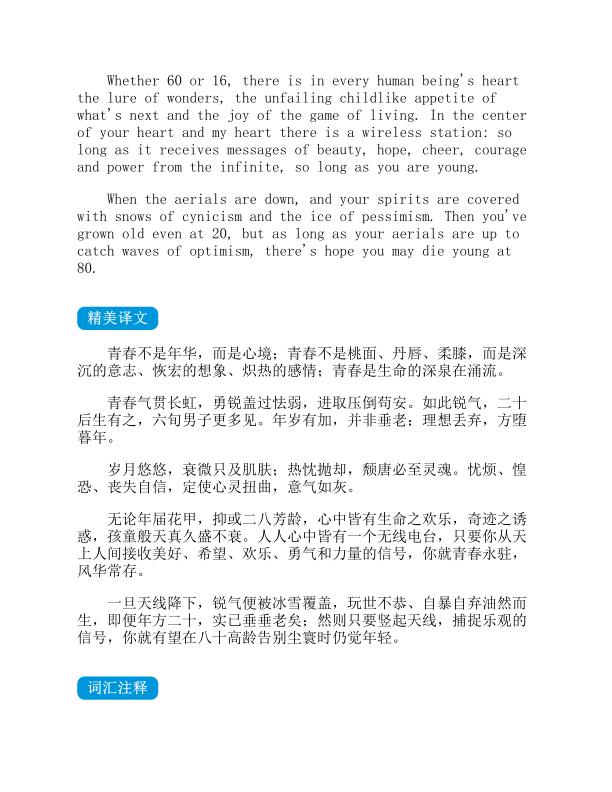 Whether 60 or 16, there is in every human being's heart
the lure of wonders, the unfailing childlike appetite of
what's next and the joy of the game of living. In the center
of your heart and my heart there is a wireless station: so
long as it receives messages of beauty, hope, cheer, courage
and power from the infinite, so long as you are young.
When the aerials are down, and your spirits are covered
with snows of cynicism and the ice of pessimism. Then you've
grown old even at 20, but as long as your aerials are up to
catch waves of optimism, there's hope you may die young at
80.
精美译文
青春不是年华，而是心境；青春不是桃面、丹唇、柔膝，而是深
沉的意志、恢宏的想象、炽热的感情；青春是生命的深泉在涌流。
青春气贯长虹，勇锐盖过怯弱，进取压倒苟安。如此锐气，二十
后生有之，六旬男子更多见。年岁有加，并非垂老；理想丢弃，方堕
暮年。
岁月悠悠，衰微只及肌肤；热忱抛却，颓唐必至灵魂。忧烦、惶
恐、丧失自信，定使心灵扭曲，意气如灰。
无论年届花甲，抑或二八芳龄，心中皆有生命之欢乐，奇迹之诱
惑，孩童般天真久盛不衰。人人心中皆有一个无线电台，只要你从天
上人间接收美好、希望、欢乐、勇气和力量的信号，你就青春永驻，
风华常存。
一旦天线降下，锐气便被冰雪覆盖，玩世不恭、自暴自弃油然而
生，即便年方二十，实已垂垂老矣；然则只要竖起天线，捕捉乐观的
信号，你就有望在八十高龄告别尘寰时仍觉年轻。
词汇注释